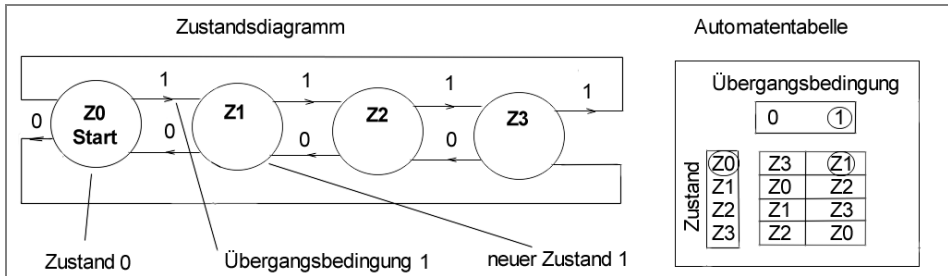 Zustandsdiagramm
Automatentabelle
1 1 1 1
Z0 Start
Z1
Z2
Z3
0 0 0 0
Zustand 0
Übergangsbedingung 1
neuer Zustand 1
Übergangsbedingung
0 1
Zustand
Z0 Z3 Z1
Z1 Z0 Z2
Z2 Z1 Z3
Z3 Z2 Z0